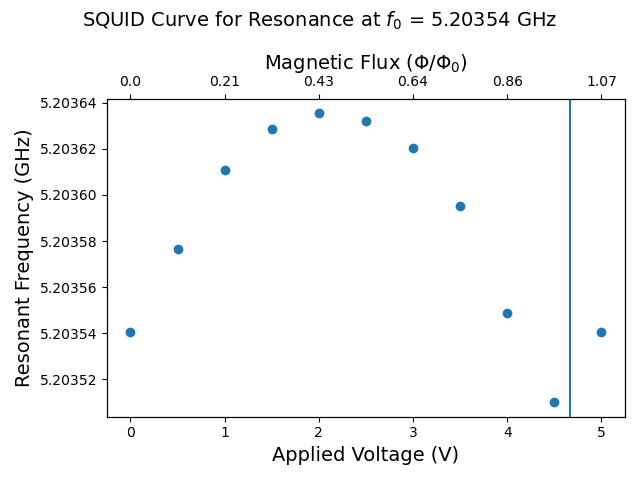 SQUID Curve for Resonance at f₀ = 5.20354 GHz
Magnetic Flux (Φ/Φ₀)
0.0 0.21 0.43 0.64 0.86 1.07
5.20364
5.20362
5.20360
5.20358
5.20356
5.20354
5.20352
Resonant Frequency (GHz)
0 1 2 3 4 5
Applied Voltage (V)